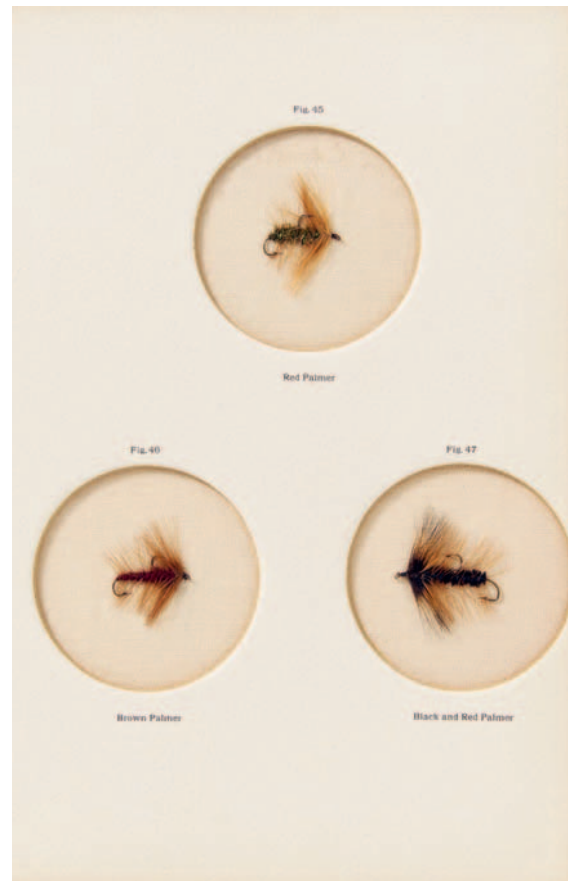 Fig. 45
Red Palmer
Fig. 46
Fig. 47
Brown Palmer
Black and Red Palmer